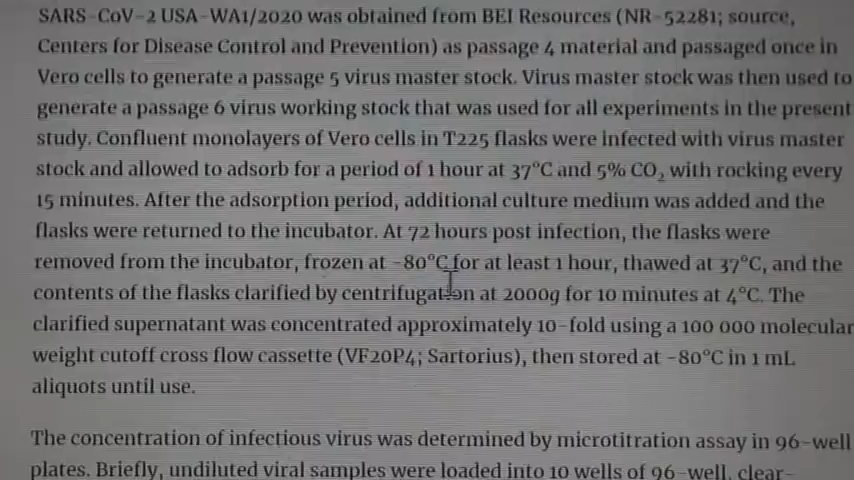 SARS-CoV-2 USA-WA1/2020 was obtained from BEI Resources (NR-52281; source,
Centers for Disease Control and Prevention) as passage 4 material and passaged once in
Vero cells to generate a passage 5 virus master stock. Virus master stock was then used to
generate a passage 6 virus working stock that was used for all experiments in the present
study. Confluent monolayers of Vero cells in T225 flasks were infected with virus master
stock and allowed to adsorb for a period of 1 hour at 37°C and 5% CO₂ with rocking every
15 minutes. After the adsorption period, additional culture medium was added and the
flasks were returned to the incubator. At 72 hours post infection, the flasks were
removed from the incubator, frozen at −80°C for at least 1 hour, thawed at 37°C, and the
contents of the flasks clarified by centrifugation at 2000g for 10 minutes at 4°C. The
clarified supernatant was concentrated approximately 10-fold using a 100 000 molecular
weight cutoff cross flow cassette (VF20P4; Sartorius), then stored at −80°C in 1 mL
aliquots until use.
The concentration of infectious virus was determined by microtitration assay in 96-well
plates. Briefly, undiluted viral samples were loaded into 10 wells of 96-well, clear-